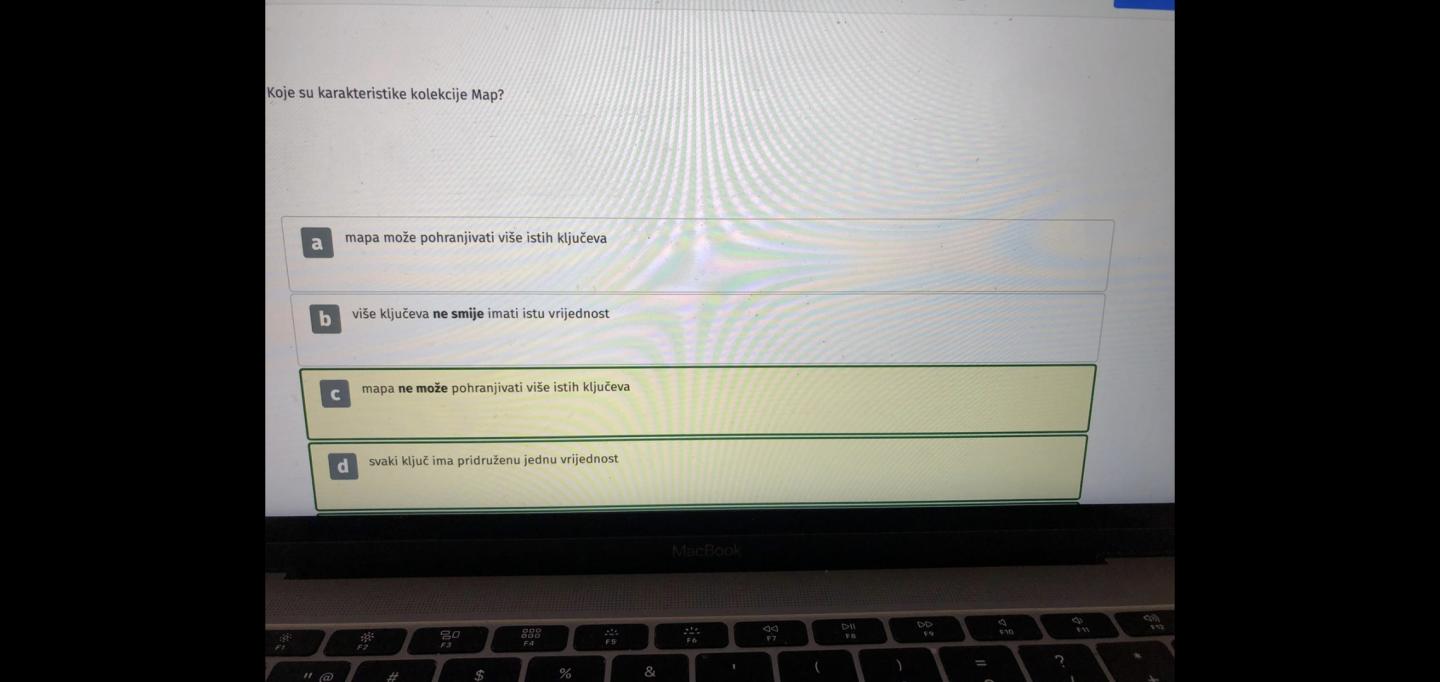 Koje su karakteristike kolekcije Map?
a mapa može pohranjivati više istih ključeva
b više ključeva ne smije imati istu vrijednost
c mapa ne može pohranjivati više istih ključeva
d svaki ključ ima pridruženu jednu vrijednost
MacBook
F1 F2 F3 F4 F5 F6 F7 F8 F9 F10 F11 F12
" @ # $ % & ' ( ) = ? *